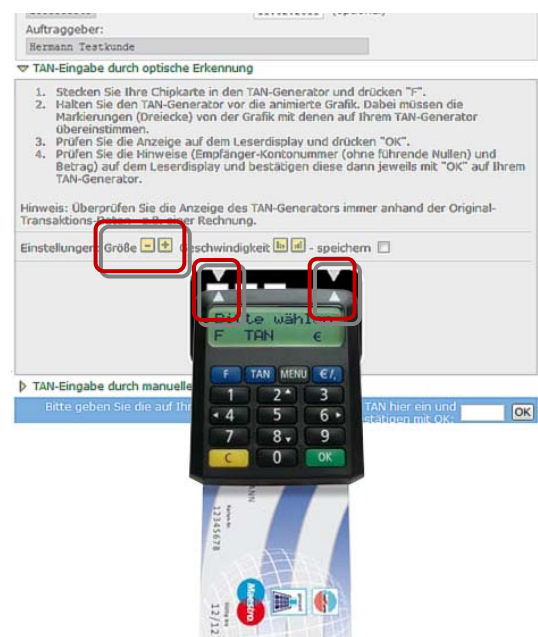 Auftraggeber:
Hermann Testkunde
TAN-Eingabe durch optische Erkennung
1. Stecken Sie Ihre Chipkarte in den TAN-Generator und drücken "F".
2. Halten Sie den TAN-Generator vor die animierte Grafik. Dabei müssen die
Markierungen (Dreiecke) von der Grafik mit denen auf Ihrem TAN-Generator
übereinstimmen.
3. Prüfen Sie die Anzeige auf dem Leserdisplay und drücken "OK".
4. Prüfen Sie die Hinweise (Empfänger-Kontonummer (ohne führende Nullen) und
Betrag) auf dem Leserdisplay und bestätigen diese dann jeweils mit "OK" auf Ihrem
TAN-Generator.
Hinweis: Überprüfen Sie die Anzeige des TAN-Generators immer anhand der Original-
Transaktions-Daten - z.B. einer Rechnung.
Einstellungen: Größe - + Geschwindigkeit - speichern
Bitte wählen
F TAN €
F TAN MENU €/,
1 2 3
4 5 6
7 8 9
C 0 OK
TAN-Eingabe durch manuelle
Bitte geben Sie die auf Ihr TAN hier ein und
bestätigen mit OK: OK
12345678
Maestro
12/12